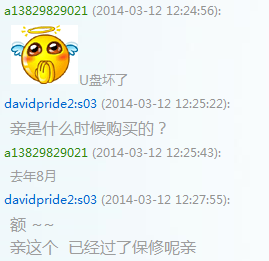 a13829829021 (2014-03-12 12:24:56):
U盘坏了
davidpride2:s03 (2014-03-12 12:25:22):
亲是什么时候购买的？
a13829829021 (2014-03-12 12:25:43):
去年8月
davidpride2:s03 (2014-03-12 12:27:55):
额 ~~
亲这个 已经过了保修呢亲